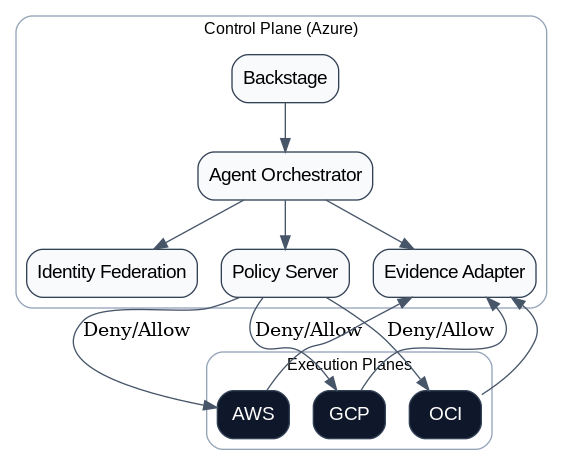 Control Plane (Azure)
Backstage
Agent Orchestrator
Identity Federation
Policy Server
Evidence Adapter
Deny/Allow
Deny/Allow
Deny/Allow
Execution Planes
AWS
GCP
OCI